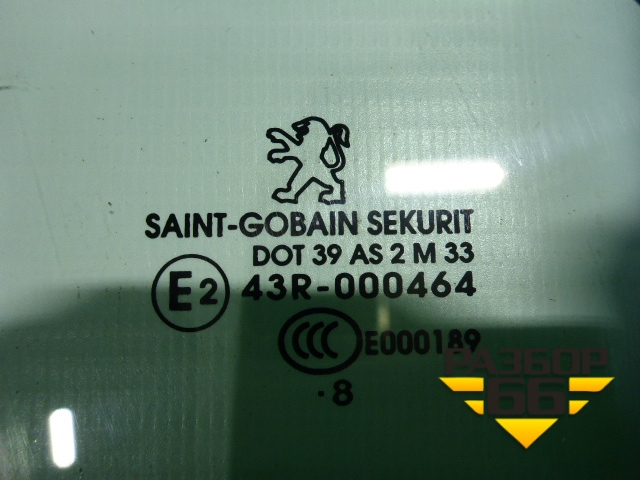 SAINT-GOBAIN SEKURIT
DOT 39 AS 2 M 33
E2 43R-000464
CCC E000189
РАЗБОР
66
·8